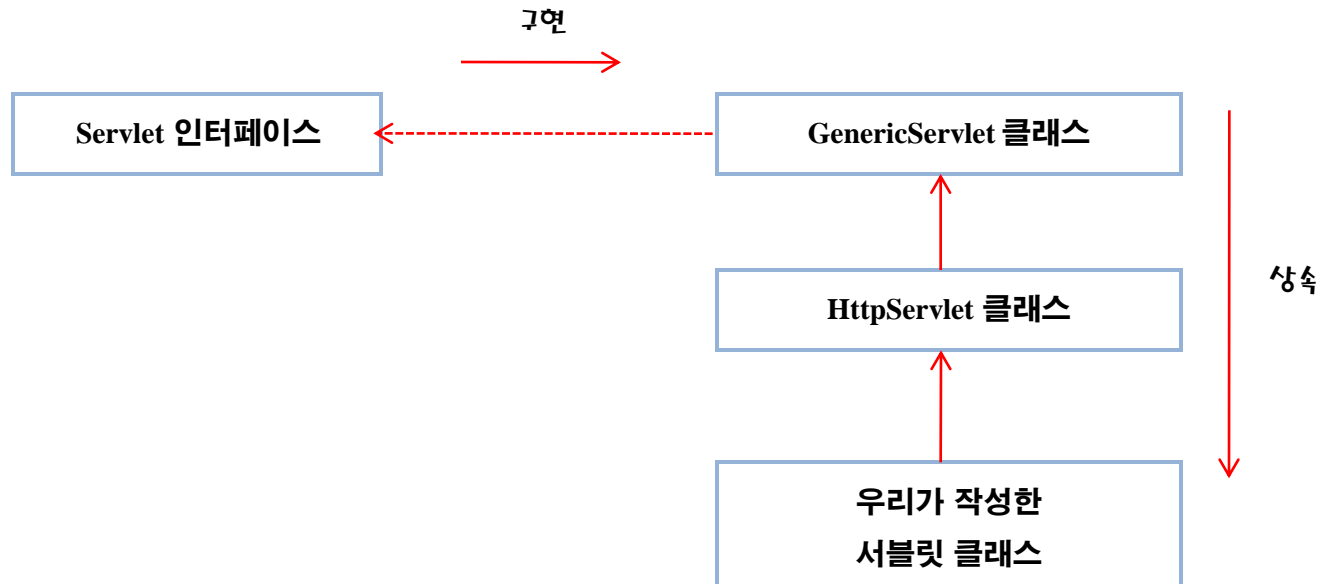 구현
Servlet 인터페이스
GenericServlet 클래스
HttpServlet 클래스
상속
우리가 작성한
서블릿 클래스